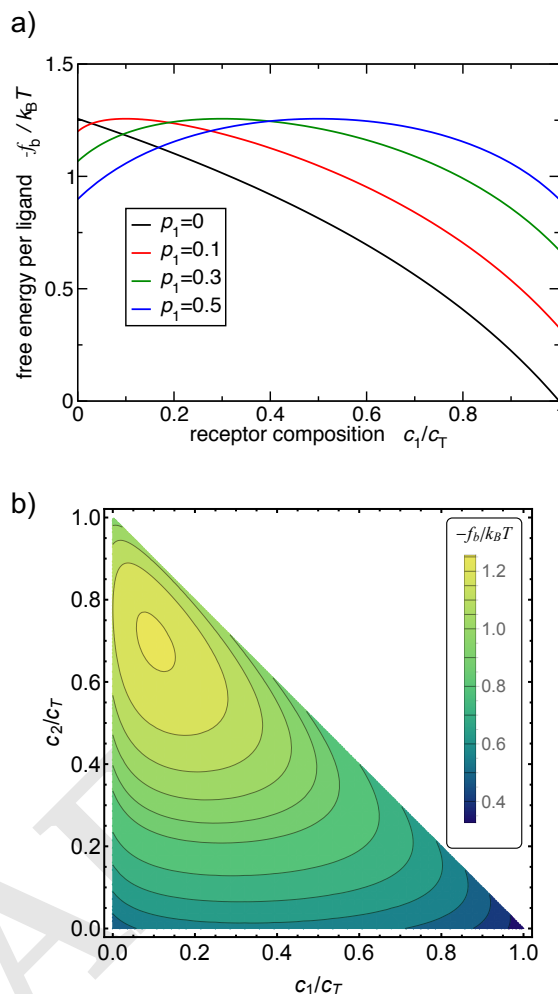 a)
1.5
1
0.5
0
free energy per ligand -f_b / k_B T
p_1=0
p_1=0.1
p_1=0.3
p_1=0.5
0 0.2 0.4 0.6 0.8
receptor composition c_1/c_T
b)
1.0
0.8
0.6
0.4
0.2
0.0
c_2/c_T
−f_b/k_BT
1.2
1.0
0.8
0.6
0.4
0.0 0.2 0.4 0.6 0.8 1.0
c_1/c_T